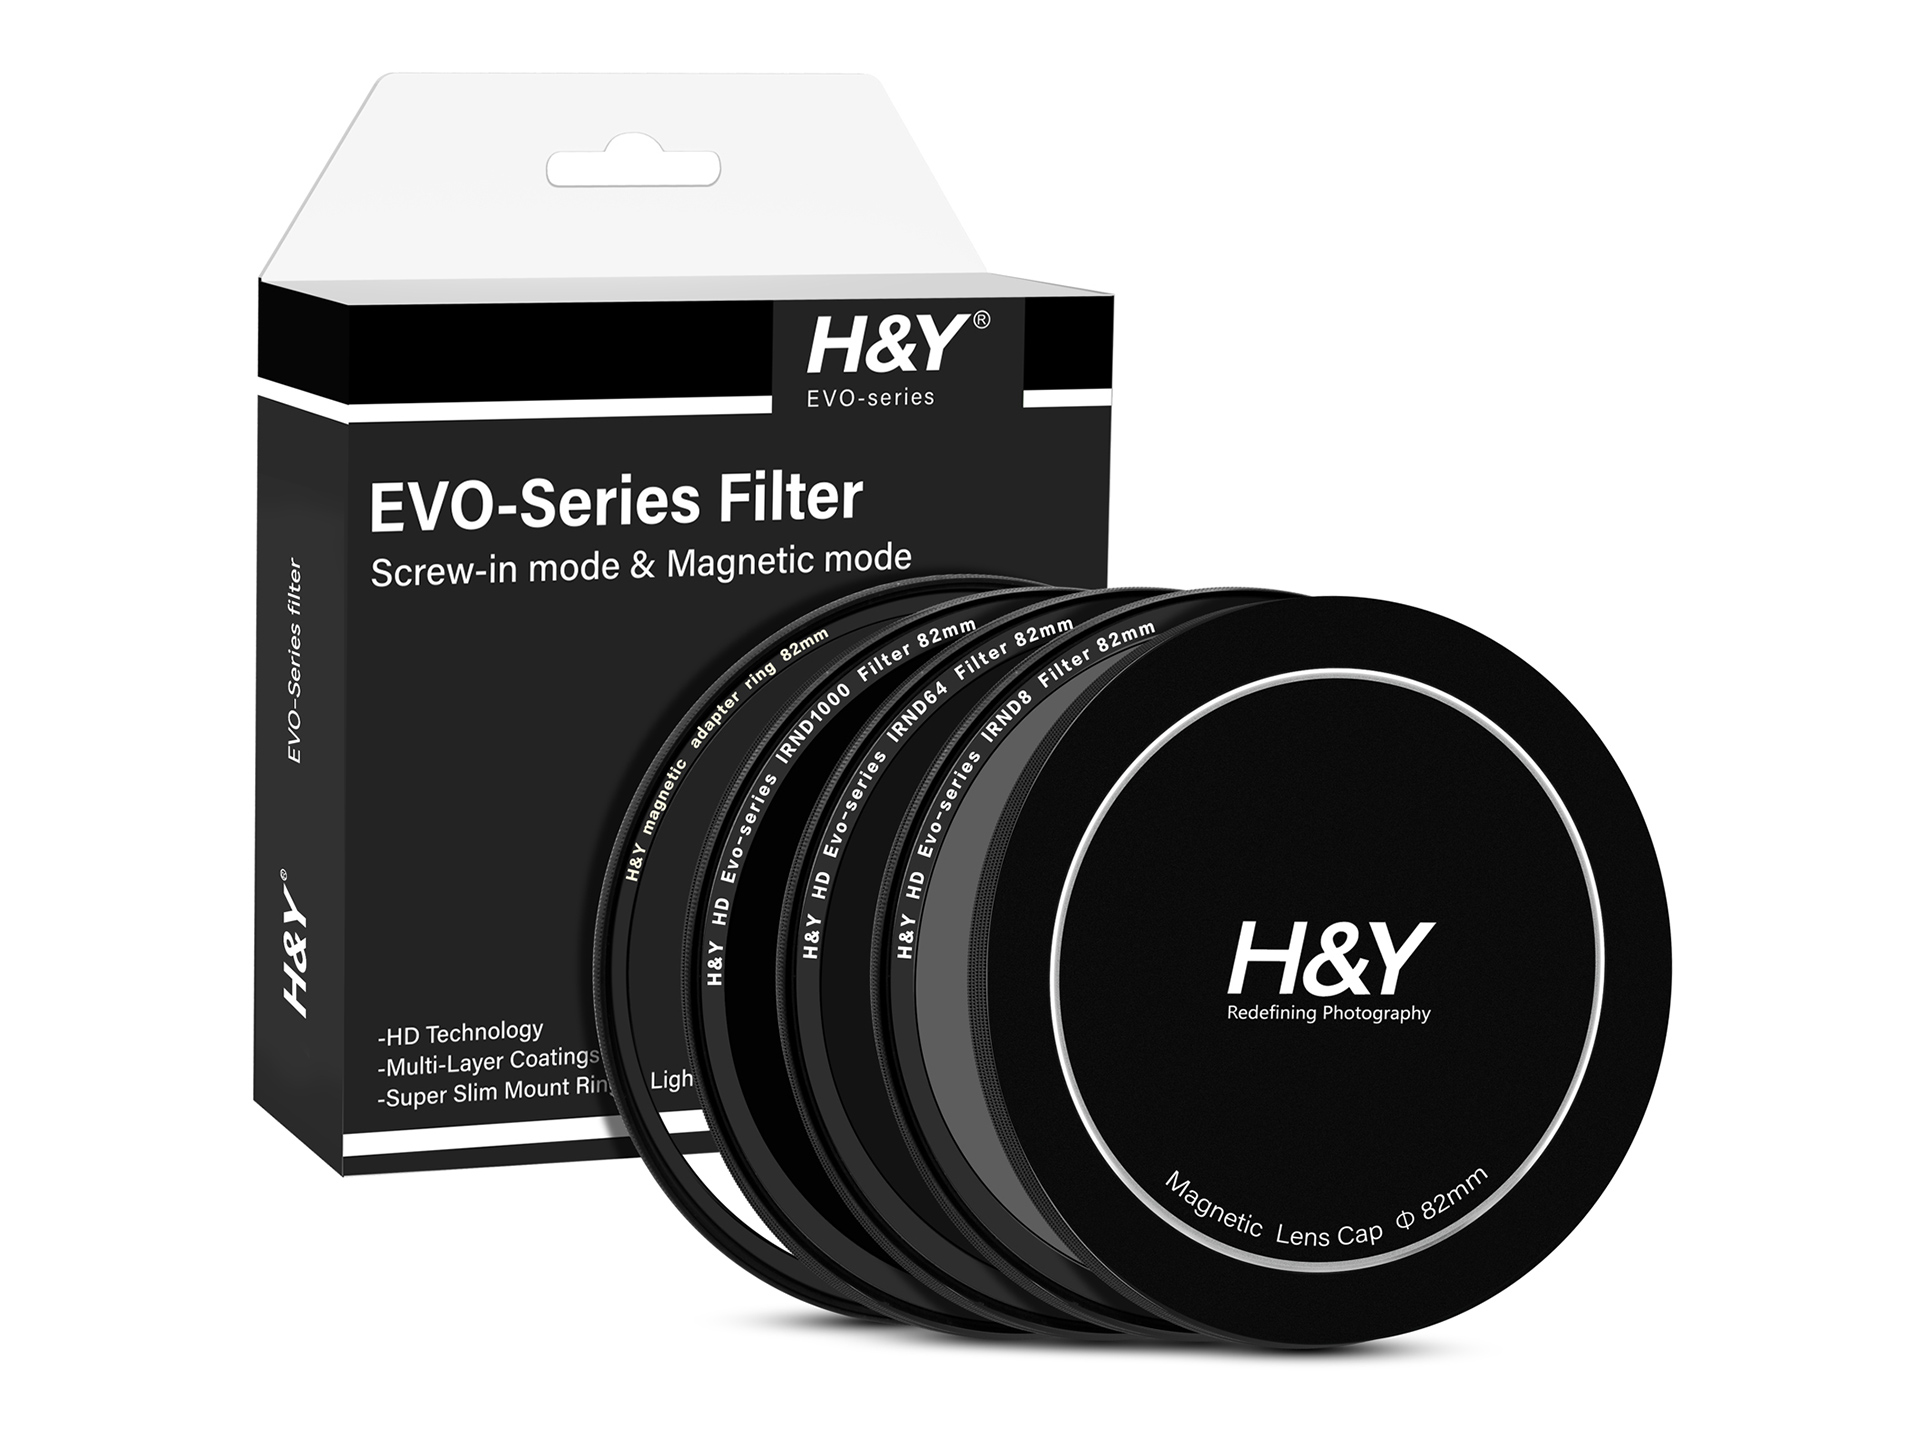 H&Y®
EVO-series
EVO-Series Filter
Screw-in mode & Magnetic mode
EVO-Series filter
H&Y®
-HD Technology
-Multi-Layer Coatings
-Super Slim Mount Ring
H&Y magnetic adapter ring 82mm
H&Y HD Evo-series IRND1000 Filter 82mm
H&Y HD Evo-series IRND64 Filter 82mm
H&Y HD Evo-series IRND8 Filter 82mm
H&Y
Redefining Photography
Magnetic Lens Cap Φ 82mm